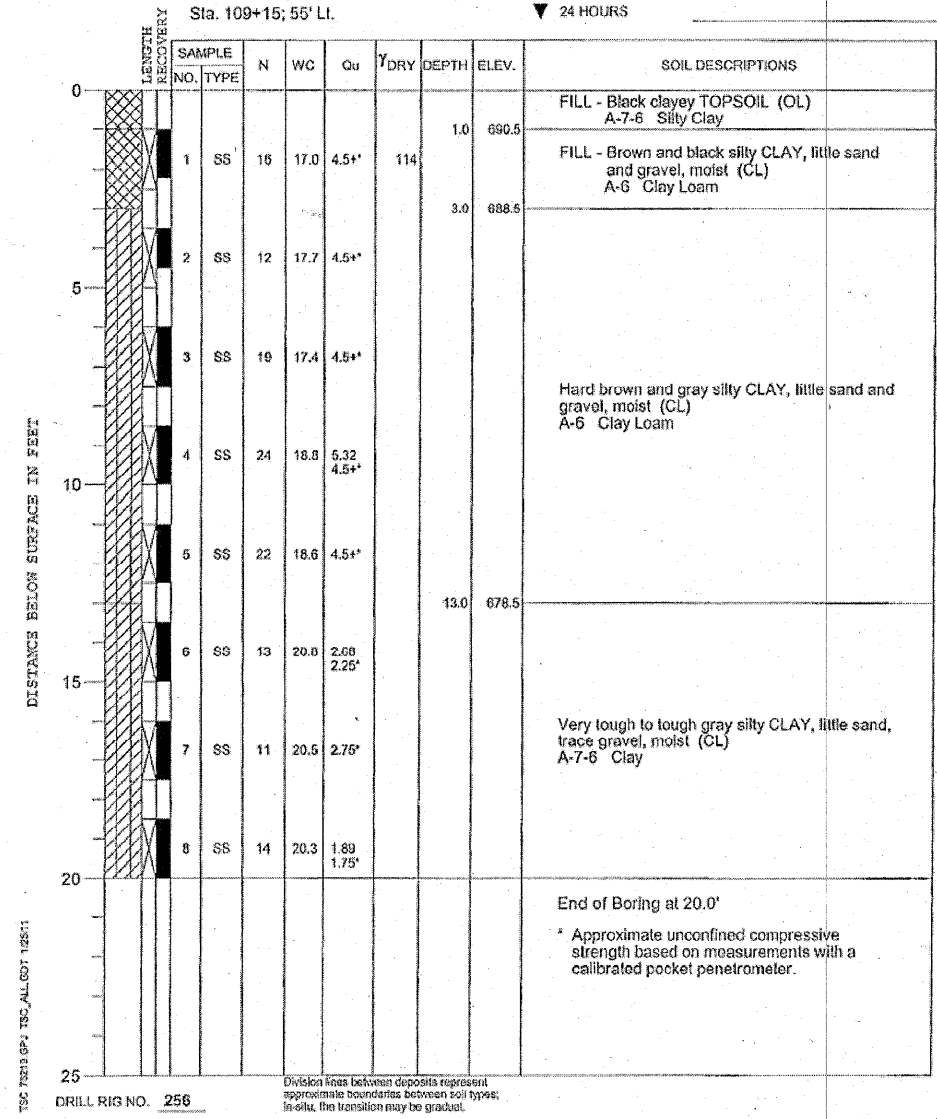 Sta. 109+15; 55' Lt.
▼ 24 HOURS
LENGTH
RECOVERY
SAMPLE
NO. TYPE N WC Qu γDRY DEPTH ELEV. SOIL DESCRIPTIONS
0
FILL - Black clayey TOPSOIL (OL)
A-7-6 Silty Clay
1.0 690.5
1 SS 16 17.0 4.5+* 114
FILL - Brown and black silty CLAY, little sand
and gravel, moist (CL)
A-6 Clay Loam
3.0 688.5
2 SS 12 17.7 4.5+*
5
3 SS 19 17.4 4.5+*
Hard brown and gray silty CLAY, little sand and
gravel, moist (CL)
A-6 Clay Loam
4 SS 24 18.8 5.32
4.5+*
10
5 SS 22 18.6 4.5+*
13.0 678.5
6 SS 13 20.8 2.68
2.25*
15
Very tough to tough gray silty CLAY, little sand,
trace gravel, moist (CL)
A-7-6 Clay
7 SS 11 20.5 2.75*
8 SS 14 20.3 1.89
1.75*
20
End of Boring at 20.0'
* Approximate unconfined compressive
strength based on measurements with a
calibrated pocket penetrometer.
25
DISTANCE BELOW SURFACE IN FEET
TSC 75219.GPJ TSC_ALL.GDT 1/25/11
DRILL RIG NO. 256
Division lines between deposits represent
approximate boundaries between soil types;
in-situ, the transition may be gradual.